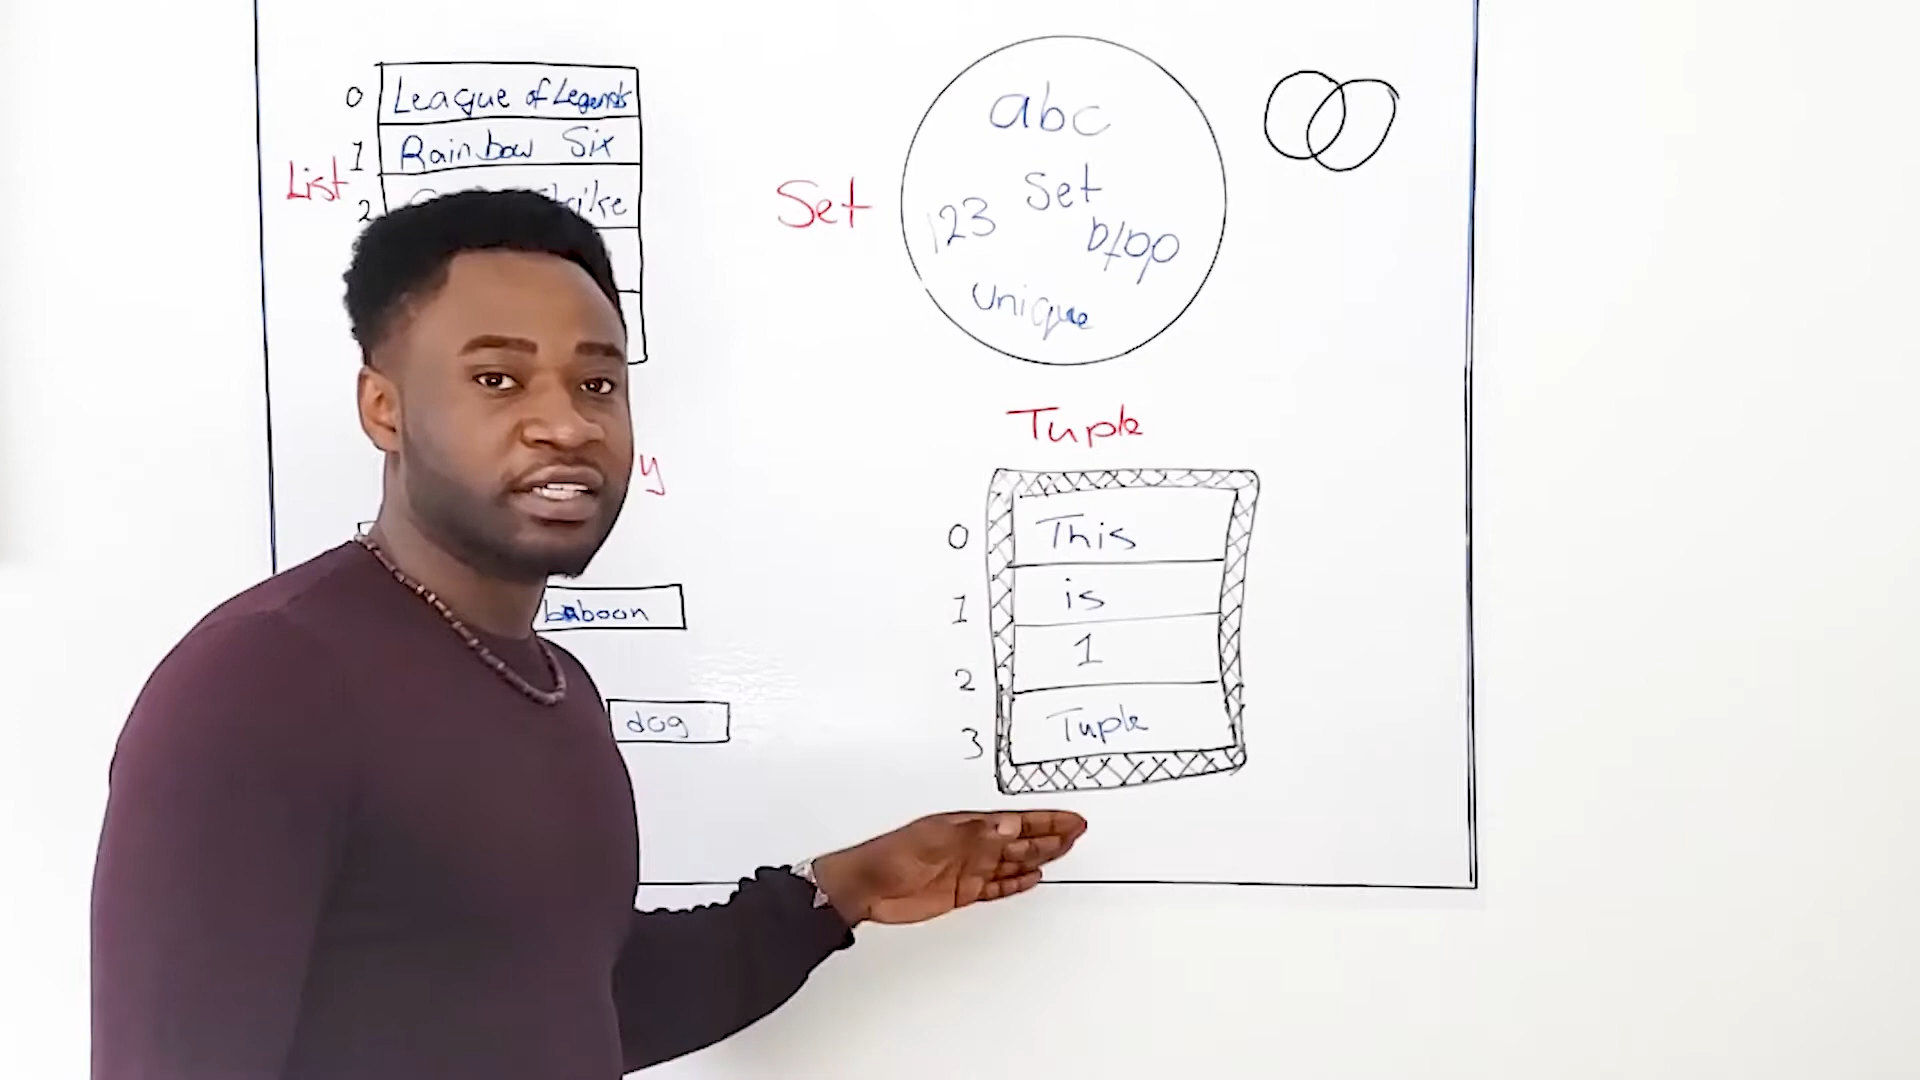 0 League of Legends
1 Rainbow Six
List
2
Set
abc
Set
123
unique
y
baboon
dog
Tuple
0 This
1 is
2 1
3 Tuple